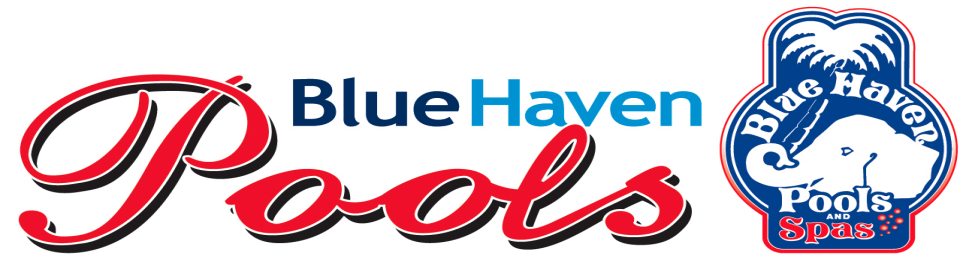 Blue Haven
Pools
Blue Haven
Pools
AND
Spas